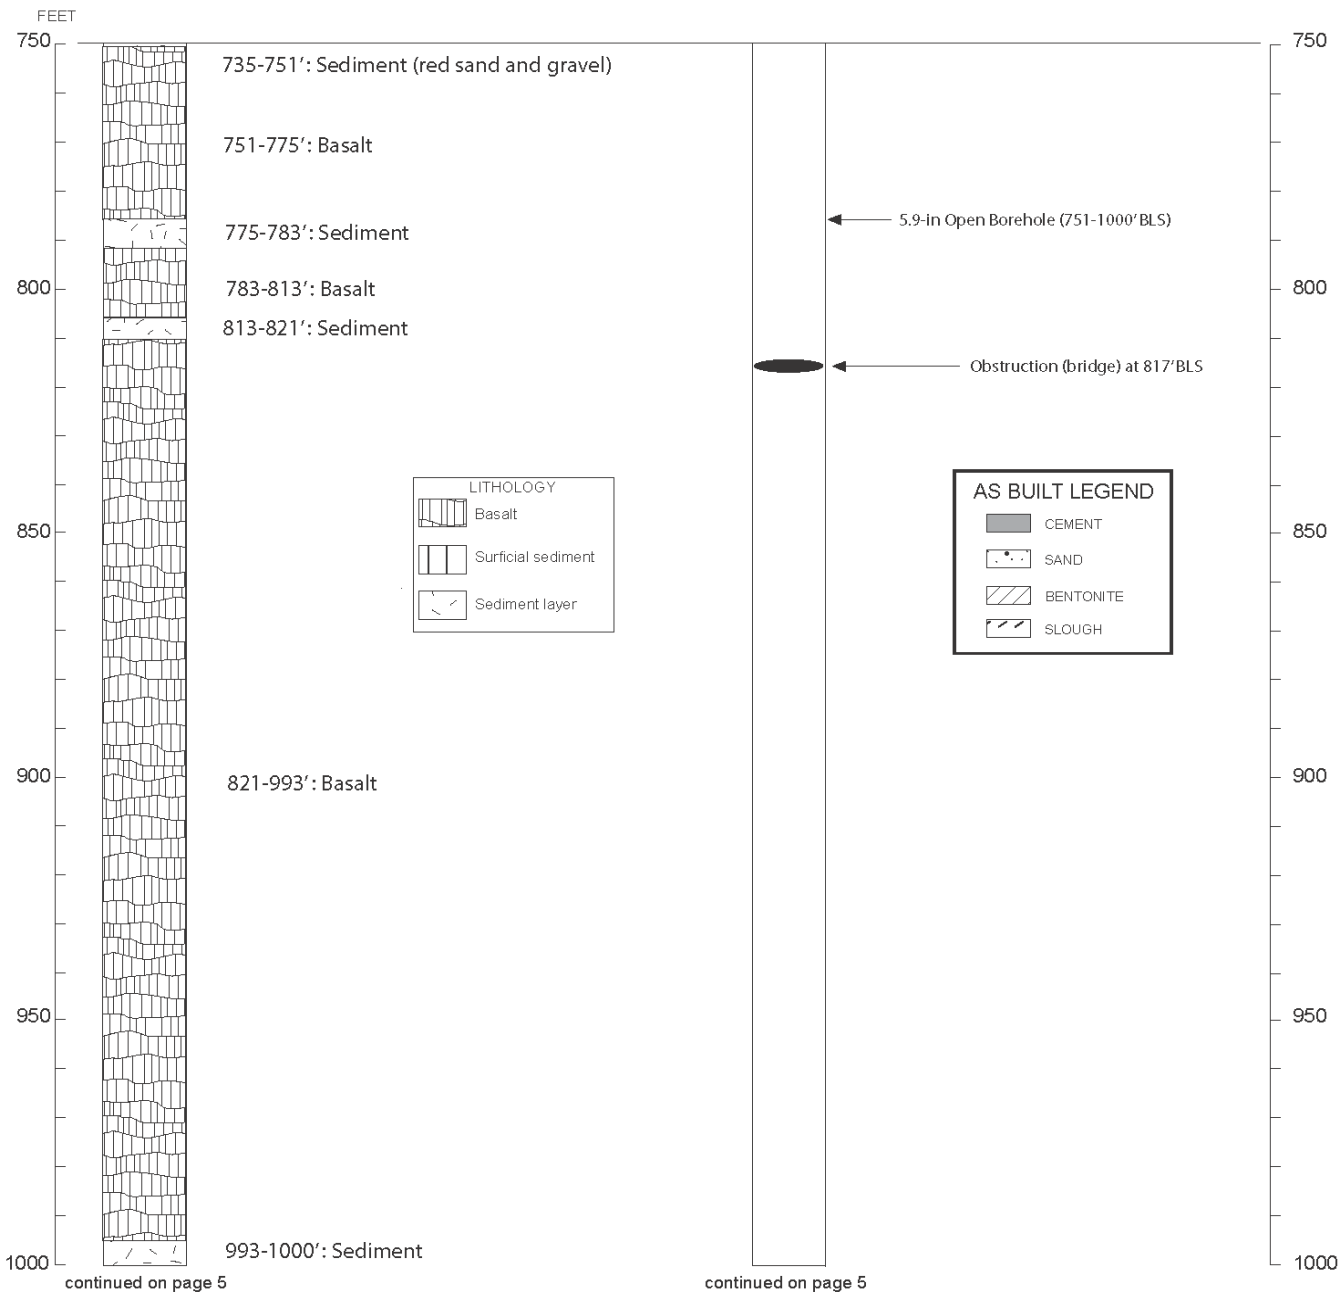 FEET
750
750
735-751': Sediment (red sand and gravel)
751-775': Basalt
5.9-in Open Borehole (751-1000' BLS)
775-783': Sediment
800
783-813': Basalt
800
813-821': Sediment
Obstruction (bridge) at 817' BLS
LITHOLOGY
Basalt
Surficial sediment
Sediment layer
AS BUILT LEGEND
CEMENT
SAND
BENTONITE
SLOUGH
850
850
900
821-993': Basalt
900
950
950
993-1000': Sediment
1000
1000
continued on page 5
continued on page 5